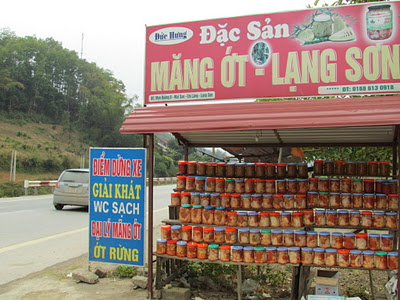 Đức Hưng
Đặc Sản
MĂNG ỚT - LẠNG SƠN
ĐT: 0168 613 0918
ĐIỂM DỪNG XE
GIẢI KHÁT
WC SẠCH
ĐẠI LÝ MĂNG ỚT
ỚT RỪNG